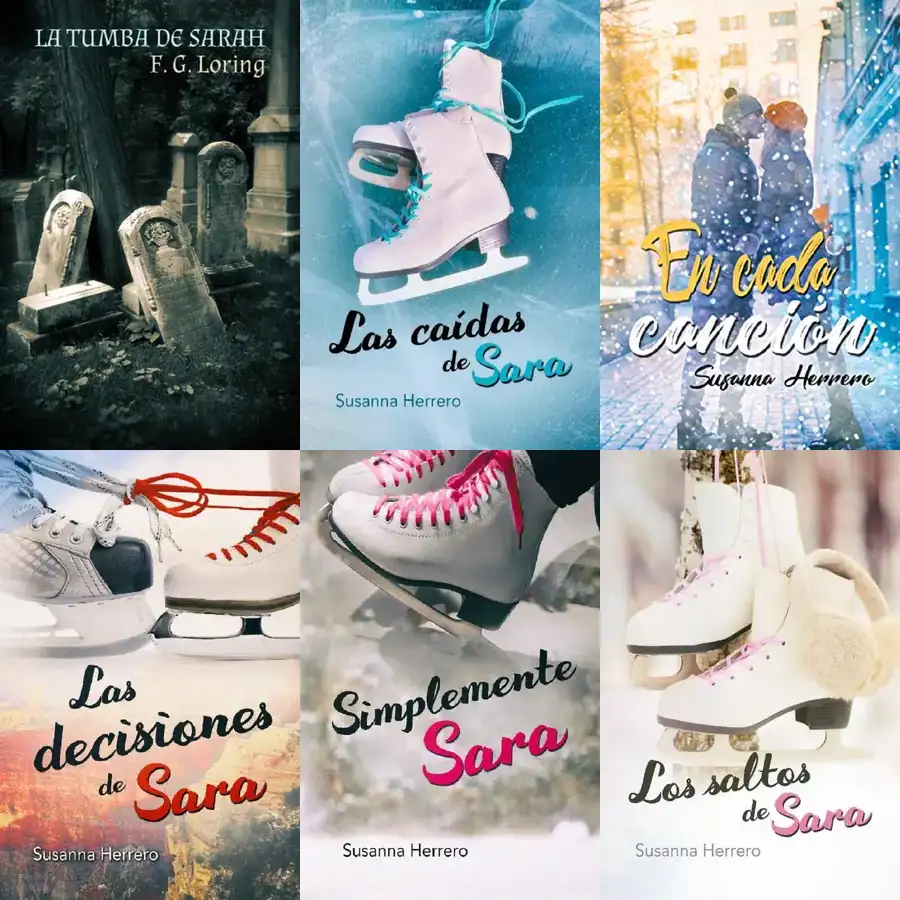 LA TUMBA DE SARAH
F. G. Loring
Las caídas
de Sara
Susanna Herrero
En cada
canción
Susanna Herrero
Las
decisiones
de Sara
Susanna Herrero
Simplemente
Sara
Susanna Herrero
Los saltos
de Sara
Susanna Herrero